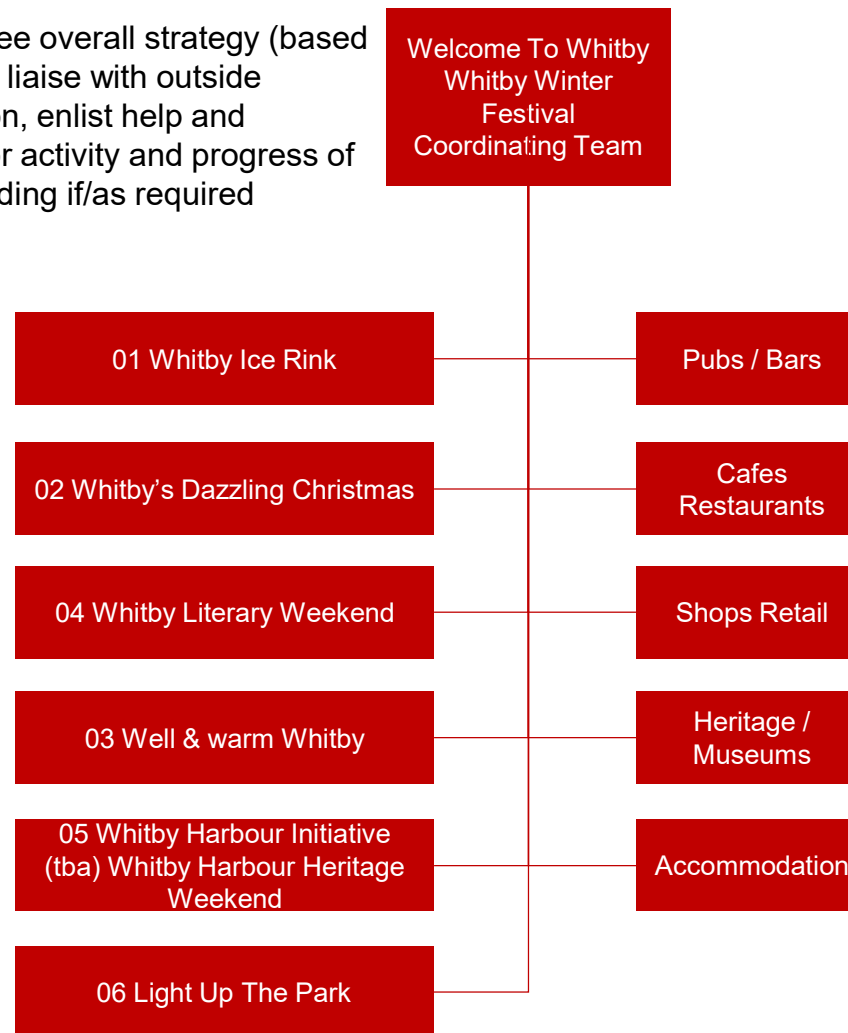 ee overall strategy (based
liaise with outside
on, enlist help and
or activity and progress of
ding if/as required
Welcome To Whitby
Whitby Winter
Festival
Coordinating Team
01 Whitby Ice Rink
Pubs / Bars
02 Whitby’s Dazzling Christmas
Cafes
Restaurants
04 Whitby Literary Weekend
Shops Retail
03 Well & warm Whitby
Heritage /
Museums
05 Whitby Harbour Initiative
(tba) Whitby Harbour Heritage
Weekend
Accommodation
06 Light Up The Park